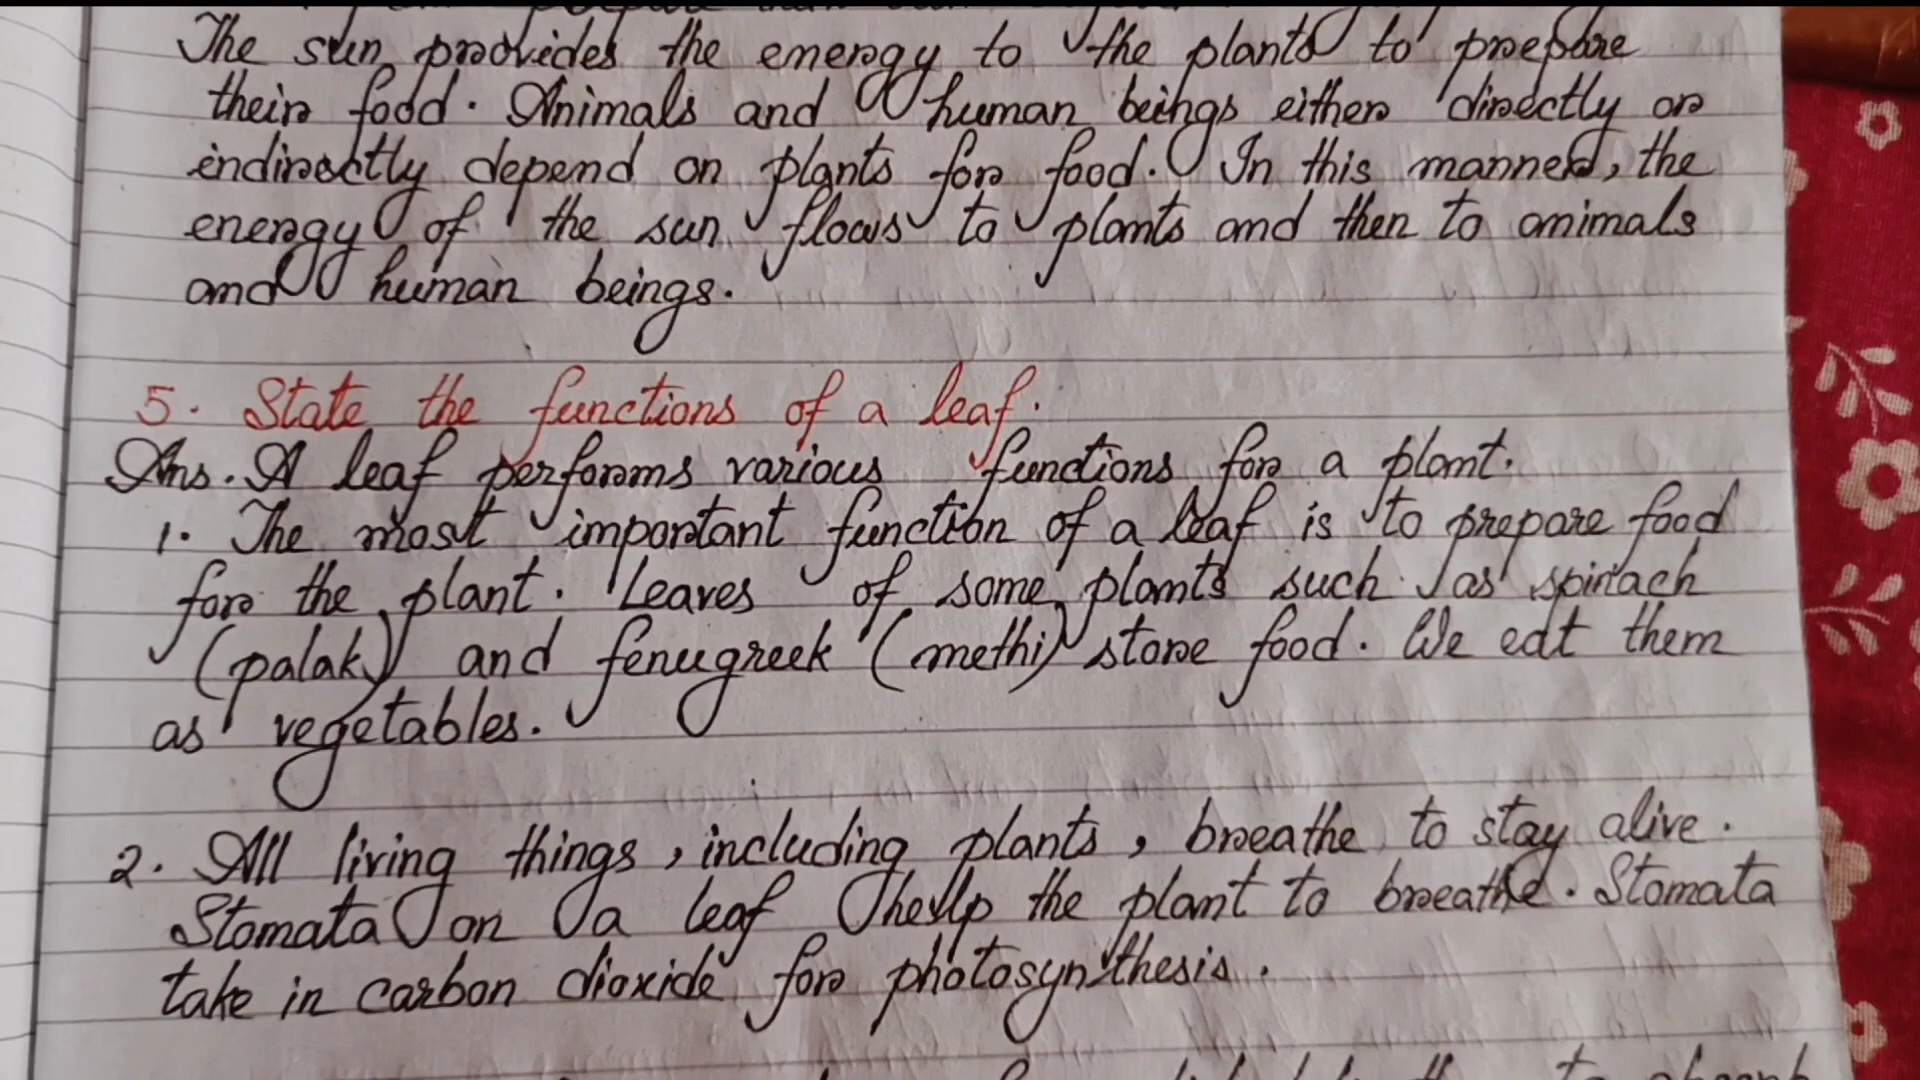 The sun provides the energy to the plants to prepare
their food. Animals and human beings either directly or
indirectly depend on plants for food. In this manner, the
energy of the sun flows to plants and then to animals
and human beings.
5. State the functions of a leaf.
Ans. A leaf performs various functions for a plant.
1. The most important function of a leaf is to prepare food
for the plant. Leaves of some plants such as spinach
(palak) and fenugreek (methi) store food. We eat them
as vegetables.
2. All living things, including plants, breathe to stay alive.
Stomata on a leaf help the plant to breathe. Stomata
take in carbon dioxide for photosynthesis.